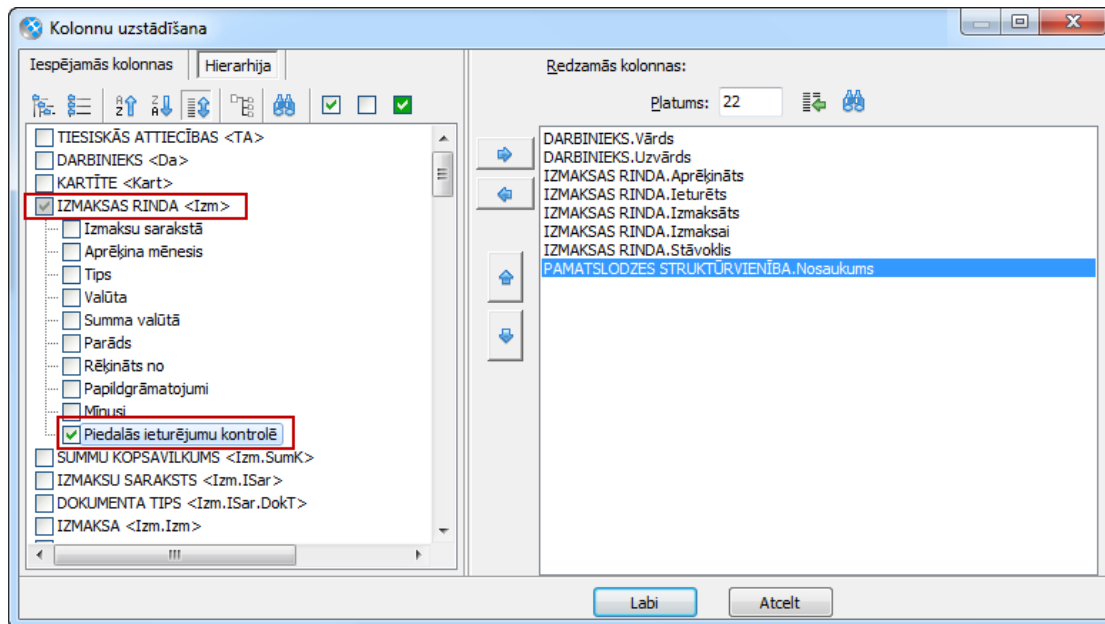 Kolonnu uzstādīšana
Iespējamās kolonnas
Hierarhija
TIESISKĀS ATTIECĪBAS <TA>
DARBINIEKS <Da>
KARTĪTE <Kart>
IZMAKSAS RINDA <Izm>
Izmaksu sarakstā
Aprēķina mēnesis
Tips
Valūta
Summa valūtā
Parāds
Rēķināts no
Papildgrāmatojumi
Mīnusi
Piedalās ieturējumu kontrolē
SUMMU KOPSAVILKUMS <Izm.SumK>
IZMAKSU SARAKSTS <Izm.ISar>
DOKUMENTA TIPS <Izm.ISar.DokT>
IZMAKSA <Izm.Izm>
Redzamās kolonnas:
Platums: 22
DARBINIEKS.Vārds
DARBINIEKS.Uzvārds
IZMAKSAS RINDA.Aprēķināts
IZMAKSAS RINDA.Ieturēts
IZMAKSAS RINDA.Izmaksāts
IZMAKSAS RINDA.Izmaksai
IZMAKSAS RINDA.Stāvoklis
PAMATSLODZES STRUKTŪRVIENĪBA.Nosaukums
Labi
Atcelt